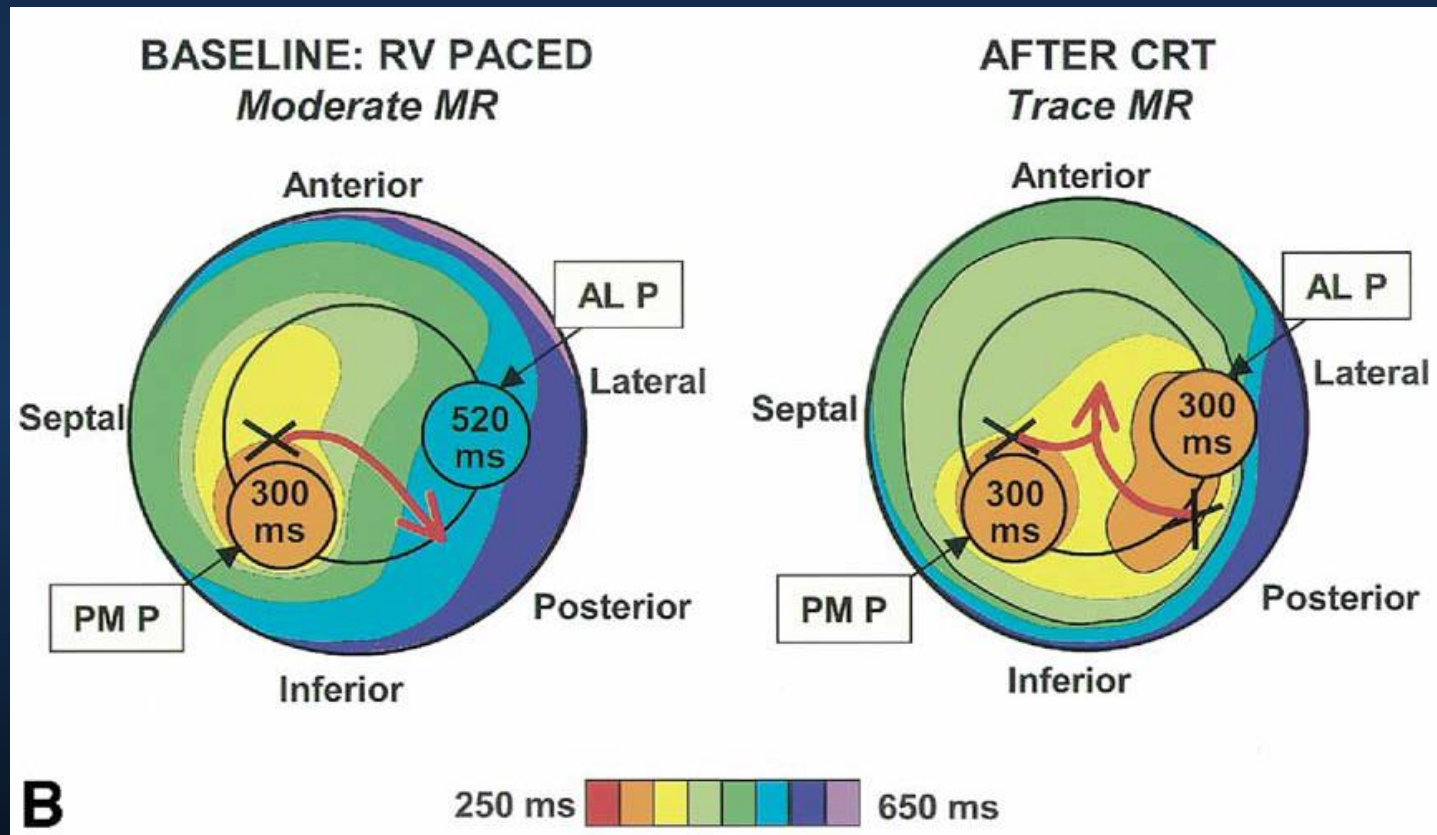 BASELINE: RV PACED
Moderate MR
Anterior
AL P
Lateral
Septal
520
ms
300
ms
PM P
Posterior
Inferior
AFTER CRT
Trace MR
Anterior
AL P
Lateral
Septal
300
ms
300
ms
PM P
Posterior
Inferior
B
250 ms
650 ms